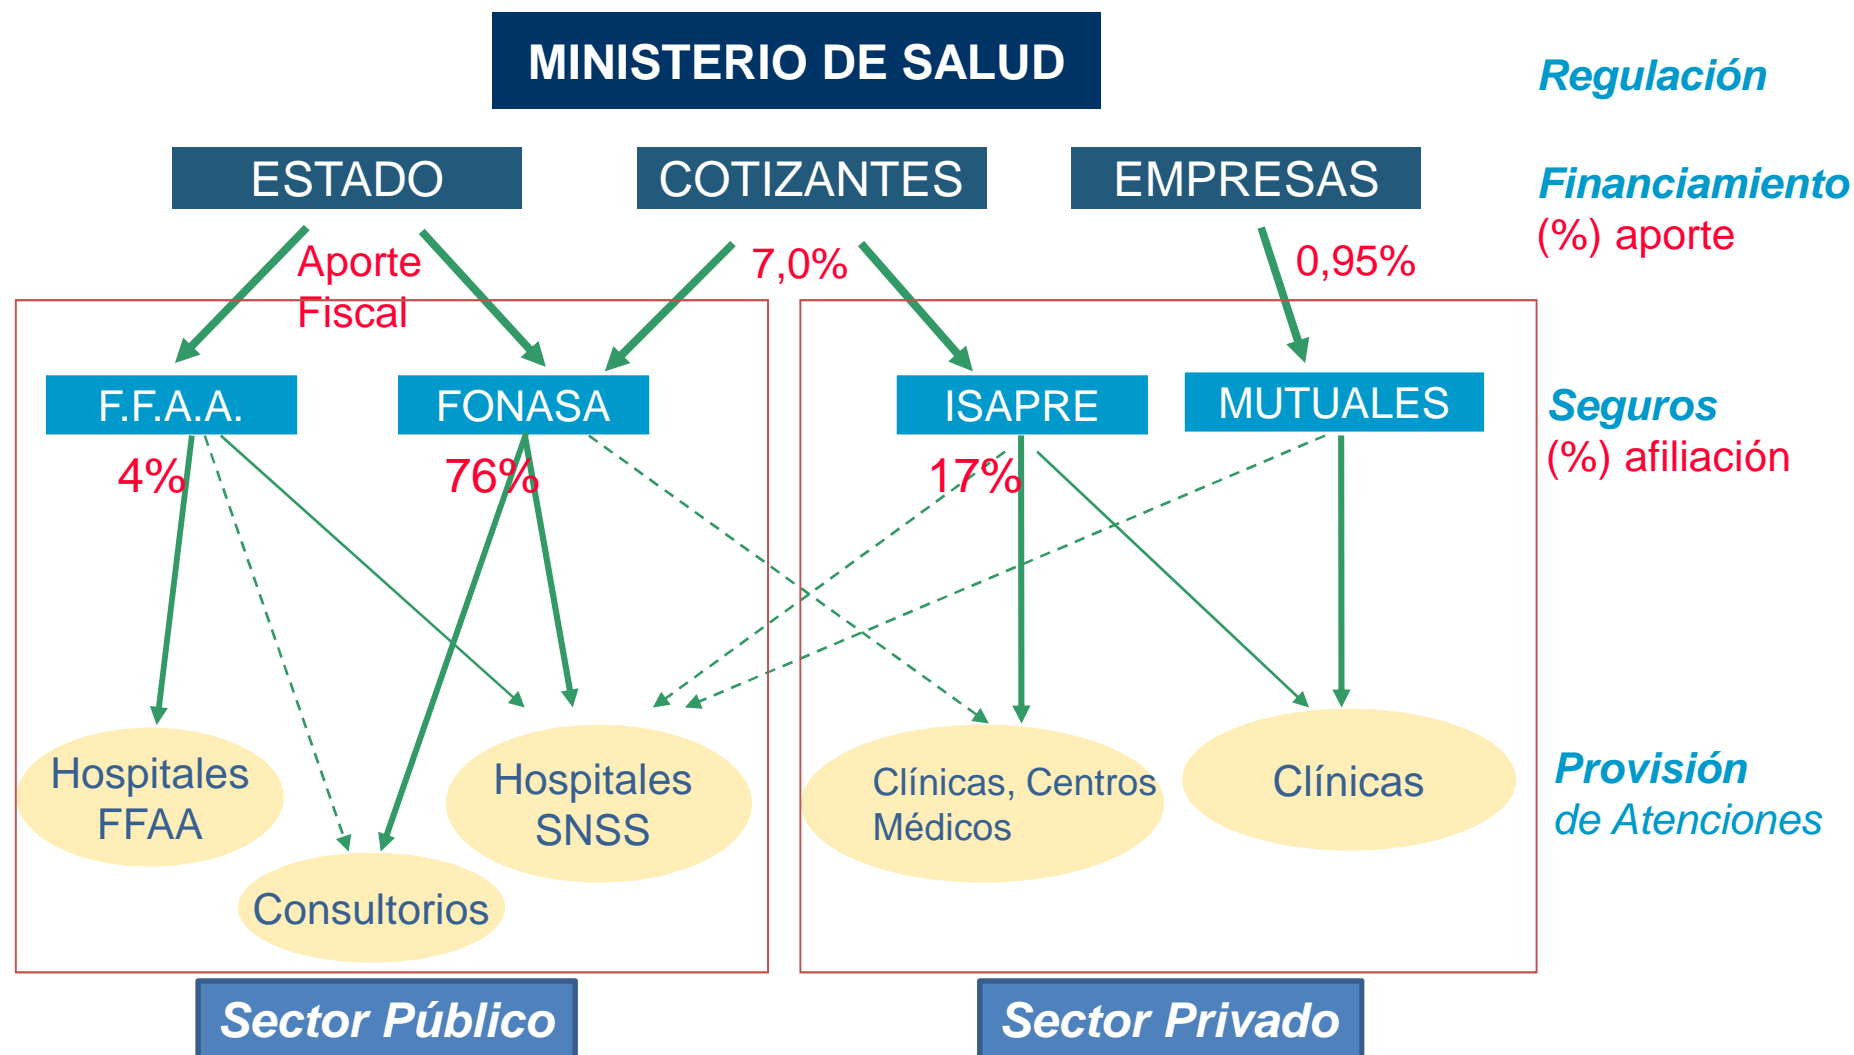 MINISTERIO DE SALUD
Regulación
ESTADO
COTIZANTES
EMPRESAS
Financiamiento
(%) aporte
Aporte
Fiscal
7,0%
0,95%
F.F.A.A.
FONASA
ISAPRE
MUTUALES
Seguros
(%) afiliación
4%
76%
17%
Hospitales
FFAA
Consultorios
Hospitales
SNSS
Clínicas, Centros
Médicos
Clínicas
Provisión
de Atenciones
Sector Público
Sector Privado